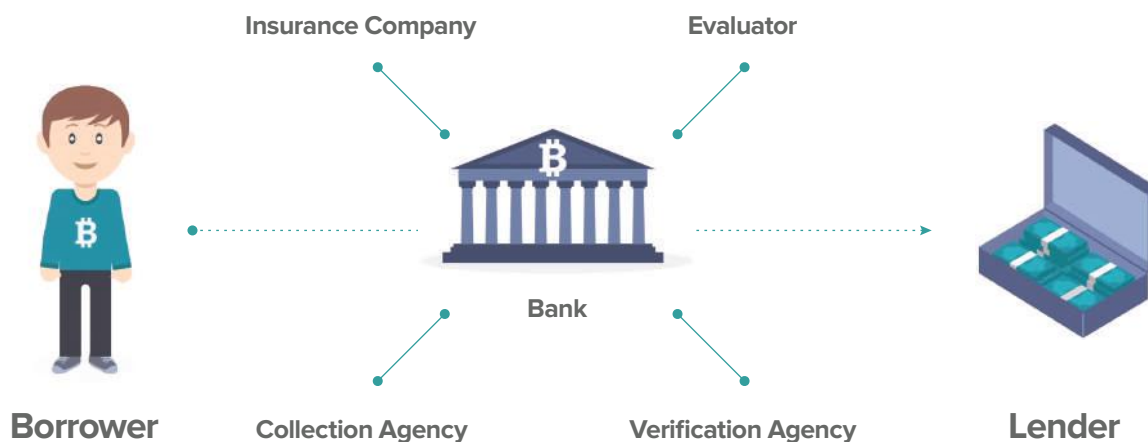 Insurance Company
Evaluator
₿
₿
Bank
Borrower
Collection Agency
Verification Agency
Lender